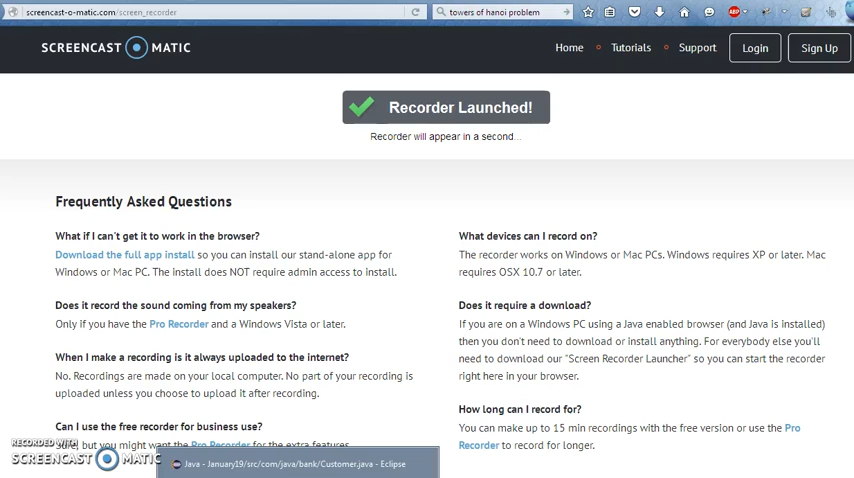 screencast-o-matic.com/screen_recorder
towers of hanoi problem
ABP
SCREENCAST MATIC
Home
Tutorials
Support
Login
Sign Up
Recorder Launched!
Recorder will appear in a second...
Frequently Asked Questions
What if I can't get it to work in the browser?
Download the full app install so you can install our stand-alone app for
Windows or Mac PC. The install does NOT require admin access to install.
Does it record the sound coming from my speakers?
Only if you have the Pro Recorder and a Windows Vista or later.
When I make a recording is it always uploaded to the internet?
No. Recordings are made on your local computer. No part of your recording is
uploaded unless you choose to upload it after recording.
Can I use the free recorder for business use?
Sure, but you might want the Pro Recorder for the extra features.
What devices can I record on?
The recorder works on Windows or Mac PCs. Windows requires XP or later. Mac
requires OSX 10.7 or later.
Does it require a download?
If you are on a Windows PC using a Java enabled browser (and Java is installed)
then you don't need to download or install anything. For everybody else you'll
need to download our "Screen Recorder Launcher" so you can start the recorder
right here in your browser.
How long can I record for?
You can make up to 15 min recordings with the free version or use the Pro
Recorder to record for longer.
RECORDED WITH
SCREENCAST MATIC
Java - January19/src/com/java/bank/Customer.java - Eclipse